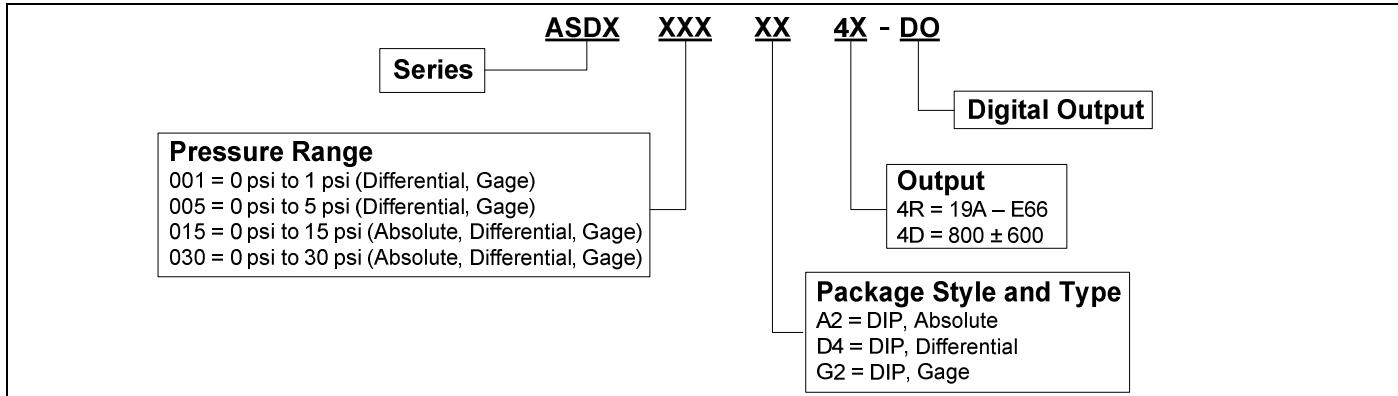 ASDX XXX XX 4X - DO
Series
Digital Output
Pressure Range
001 = 0 psi to 1 psi (Differential, Gage)
005 = 0 psi to 5 psi (Differential, Gage)
015 = 0 psi to 15 psi (Absolute, Differential, Gage)
030 = 0 psi to 30 psi (Absolute, Differential, Gage)
Output
4R = 19A – E66
4D = 800 ± 600
Package Style and Type
A2 = DIP, Absolute
D4 = DIP, Differential
G2 = DIP, Gage